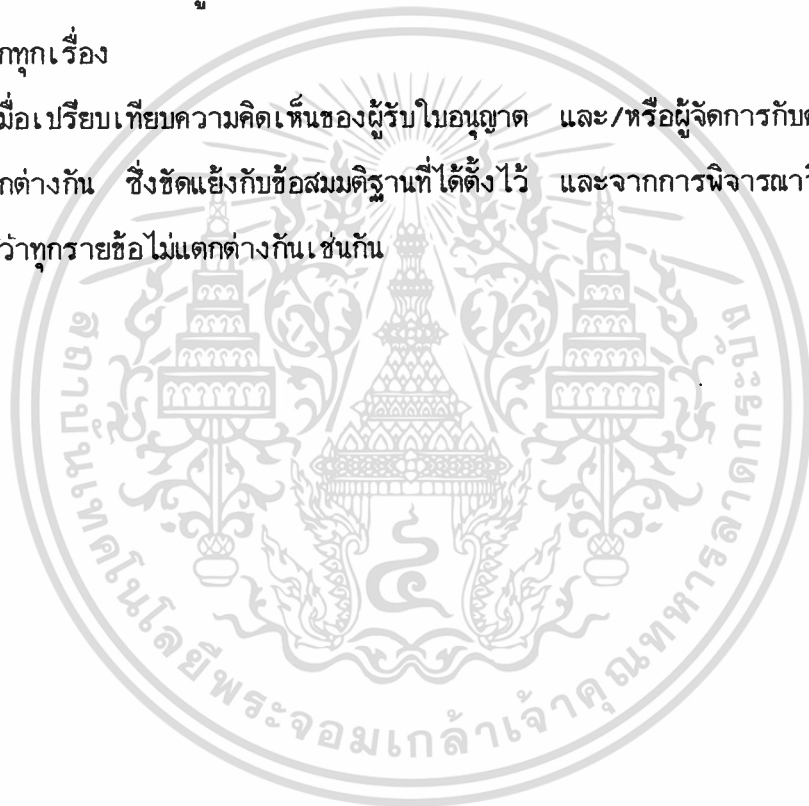 กทุกเรื่อง
มื่อเปรียบเทียบความคิดเห็นของผู้รับใบอนุญาต และ/หรือผู้จัดการกับ
กต่างกัน ซึ่งขัดแย้งกับข้อสมมติฐานที่ได้ตั้งไว้ และจากการพิจารณา
ว่าทุกรายข้อไม่แตกต่างกันเช่นกัน
สถาบันเทคโนโลยีพระจอมเกล้าเจ้าคุณทหารลาดกระบัง